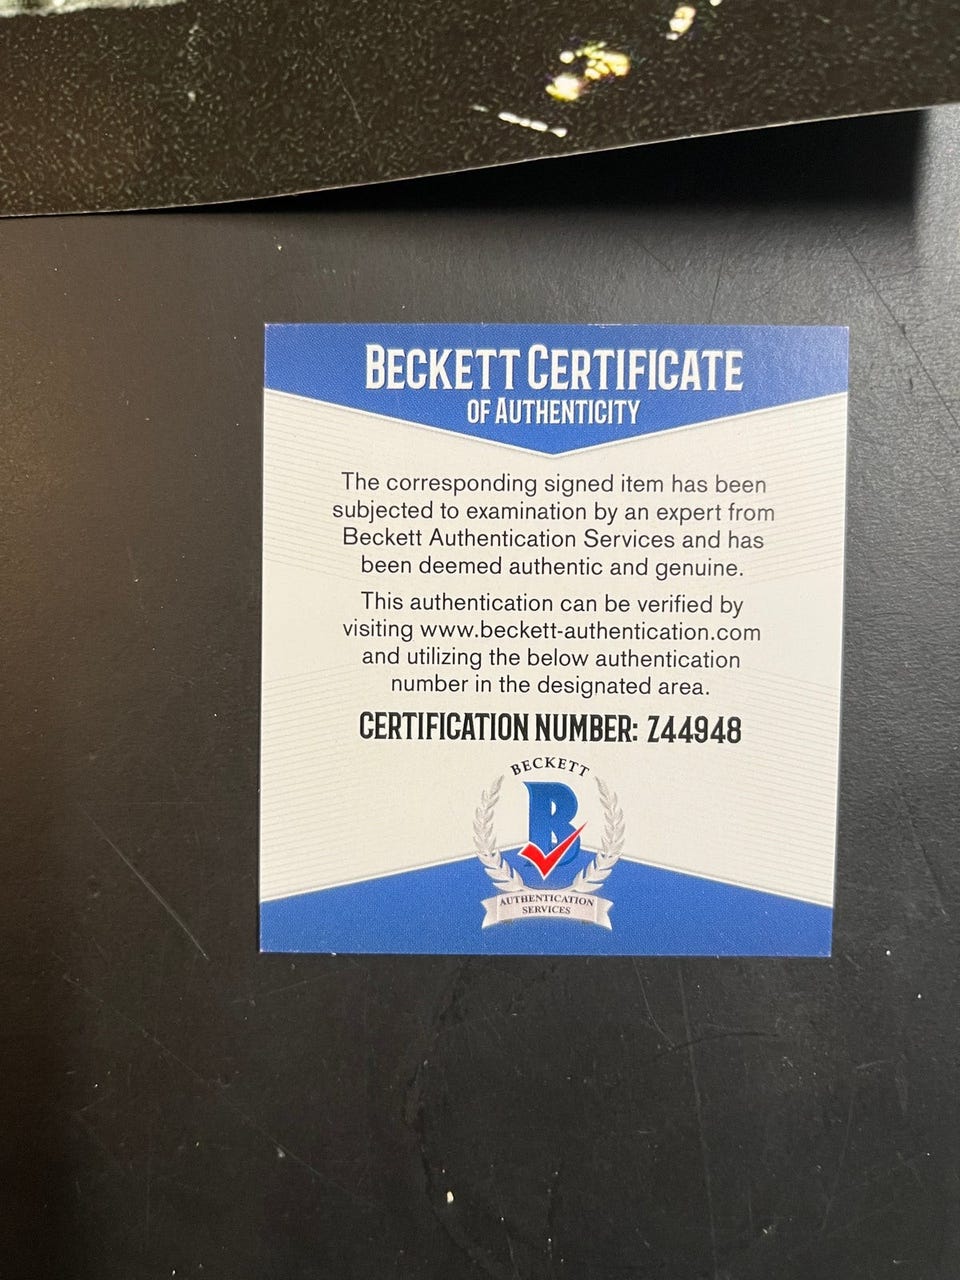 BECKETT CERTIFICATE
OF AUTHENTICITY
The corresponding signed item has been
subjected to examination by an expert from
Beckett Authentication Services and has
been deemed authentic and genuine.
This authentication can be verified by
visiting www.beckett-authentication.com
and utilizing the below authentication
number in the designated area.
CERTIFICATION NUMBER: Z44948
BECKETT
B
AUTHENTICATION
SERVICES